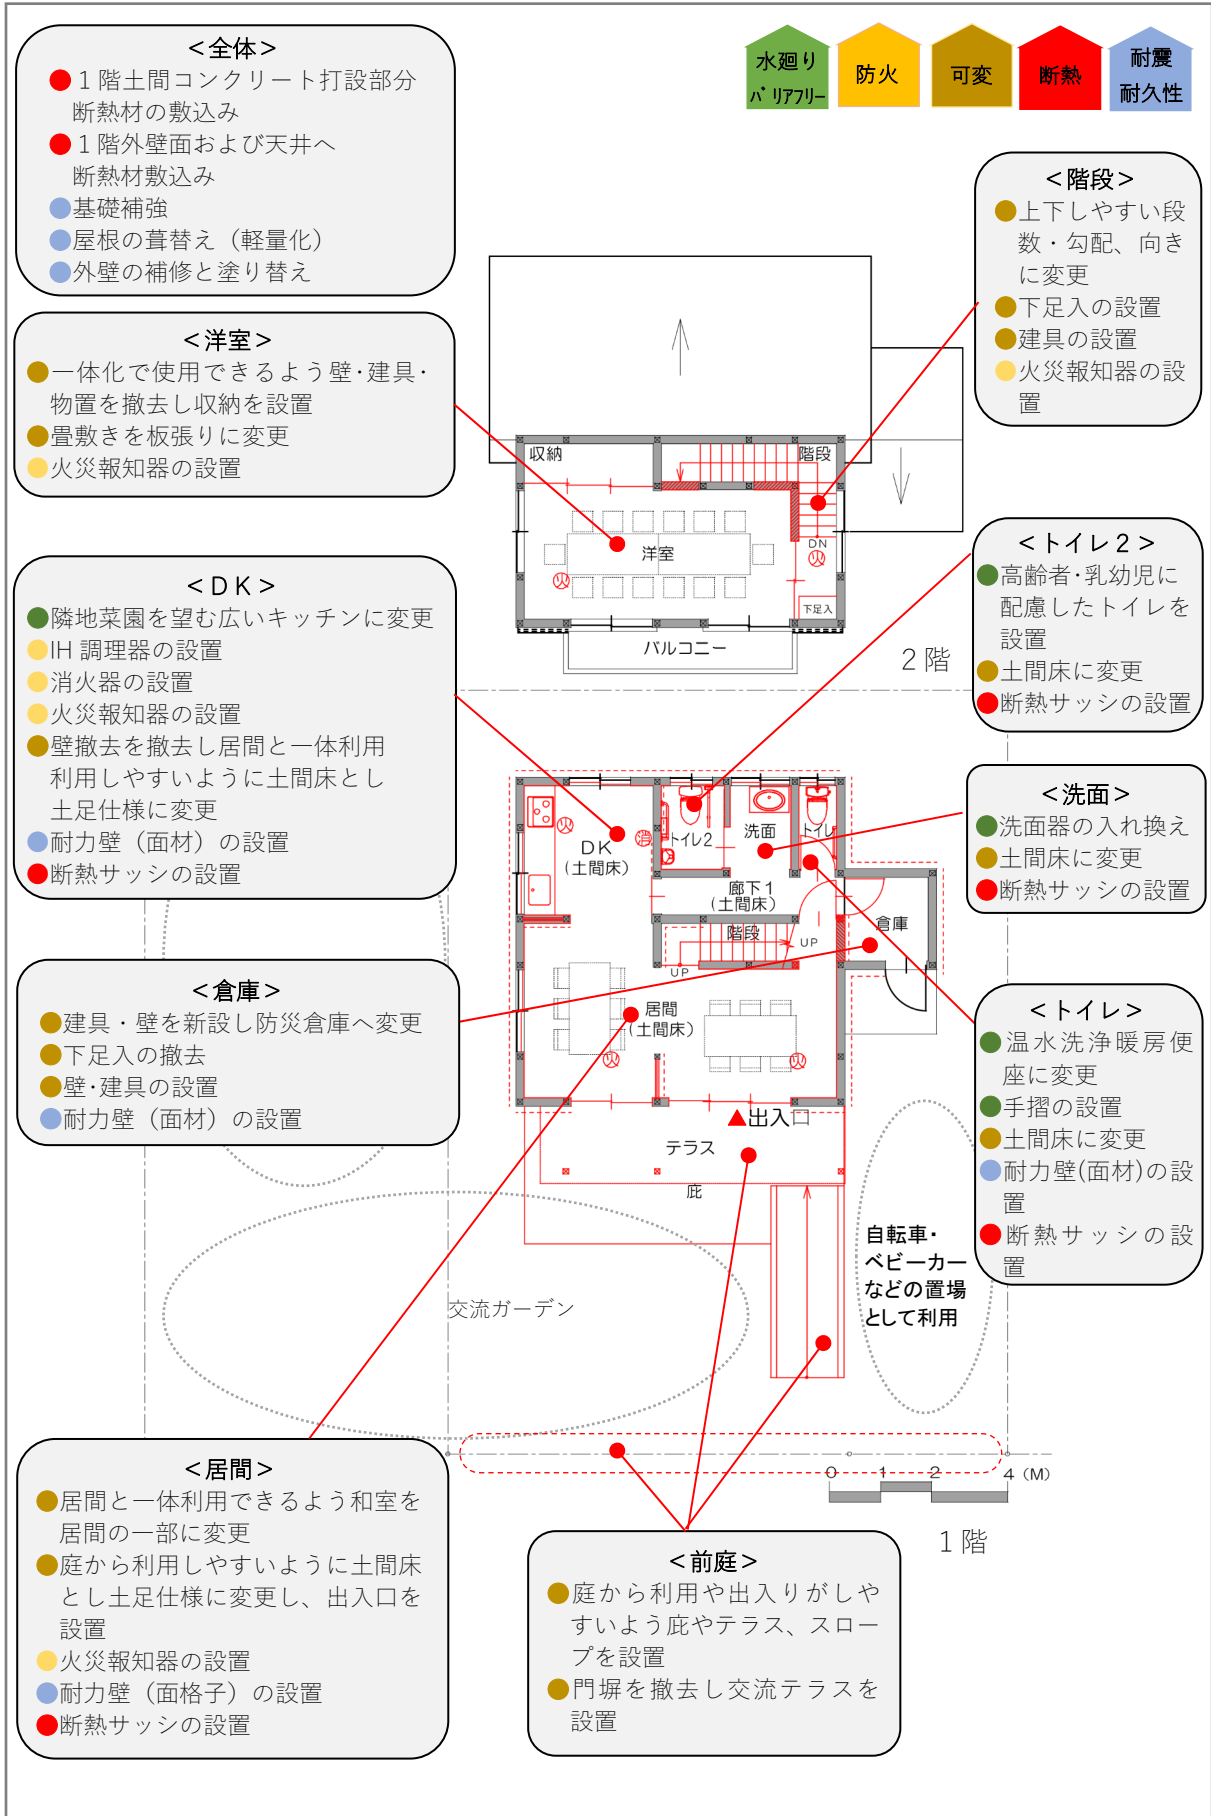 ＜全体＞
●１階土間コンクリート打設部分
断熱材の敷込み
●１階外壁面および天井へ
断熱材敷込み
●基礎補強
●屋根の葺替え（軽量化）
●外壁の補修と塗り替え
水廻り
ﾊﾞﾘｱﾌﾘｰ
防火
可変
断熱
耐震
耐久性
＜階段＞
●上下しやすい段
数・勾配、向き
に変更
●下足入の設置
●建具の設置
●火災報知器の設
置
＜洋室＞
●一体化で使用できるよう壁・建具・
物置を撤去し収納を設置
●畳敷きを板張りに変更
●火災報知器の設置
収納
階段
洋室
DN
火
火
下足入
バルコニー
２階
＜ＤＫ＞
●隣地菜園を望む広いキッチンに変更
●IH 調理器の設置
●消火器の設置
●火災報知器の設置
●壁撤去を撤去し居間と一体利用
利用しやすいように土間床とし
土足仕様に変更
●耐力壁（面材）の設置
●断熱サッシの設置
＜トイレ２＞
●高齢者・乳幼児に
配慮したトイレを
設置
●土間床に変更
●断熱サッシの設置
＜洗面＞
●洗面器の入れ換え
●土間床に変更
●断熱サッシの設置
火
消
DK
(土間床)
トイレ2
洗面
トイレ
廊下１
(土間床)
倉庫
階段
UP
UP
居間
(土間床)
火
火
▲出入口
テラス
庇
＜倉庫＞
●建具・壁を新設し防災倉庫へ変更
●下足入の撤去
●壁・建具の設置
●耐力壁（面材）の設置
＜トイレ＞
●温水洗浄暖房便
座に変更
●手摺の設置
●土間床に変更
●耐力壁(面材)の設
置
●断熱サッシの設
置
自転車・
ベビーカー
などの置場
として利用
交流ガーデン
0 1 2 4 (M)
１階
＜居間＞
●居間と一体利用できるよう和室を
居間の一部に変更
●庭から利用しやすいように土間床
とし土足仕様に変更し、出入口を
設置
●火災報知器の設置
●耐力壁（面格子）の設置
●断熱サッシの設置
＜前庭＞
●庭から利用や出入りがしや
すいよう庇やテラス、スロー
プを設置
●門塀を撤去し交流テラスを
設置